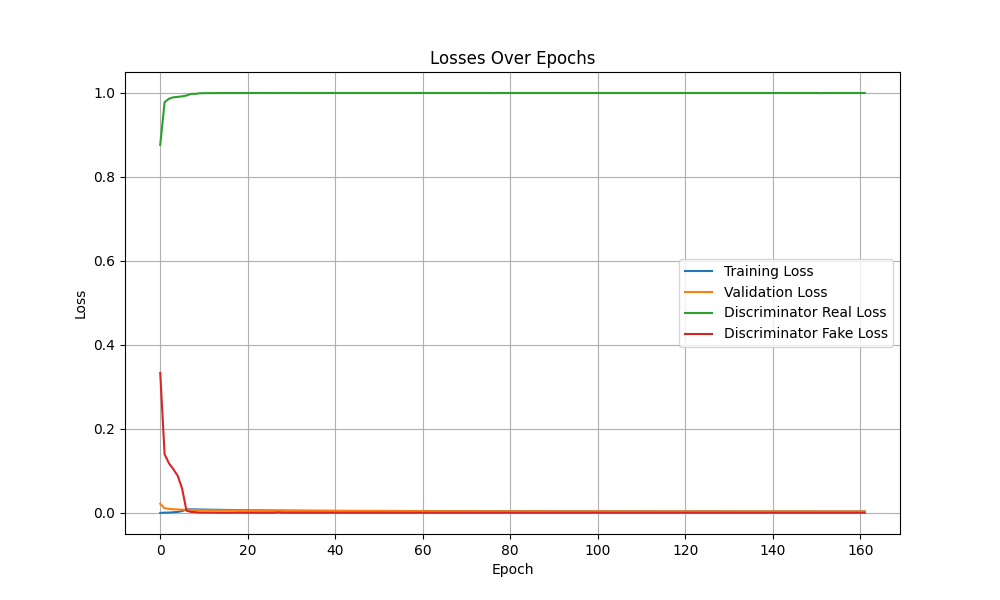 Losses Over Epochs
Loss
1.0
0.8
0.6
0.4
0.2
0.0
Training Loss
Validation Loss
Discriminator Real Loss
Discriminator Fake Loss
0 20 40 60 80 100 120 140 160
Epoch